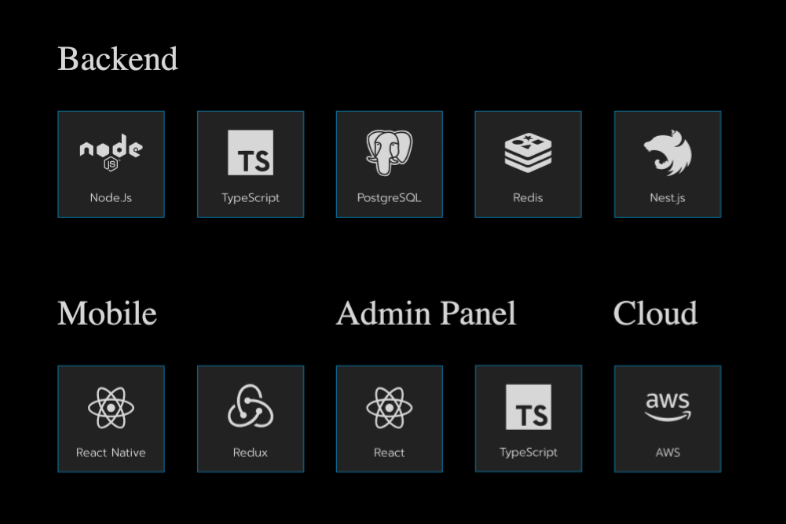 Backend
node
JS
Node.Js
TS
TypeScript
PostgreSQL
Redis
Nest.js
Mobile
Admin Panel
Cloud
React Native
Redux
React
TS
TypeScript
aws
AWS